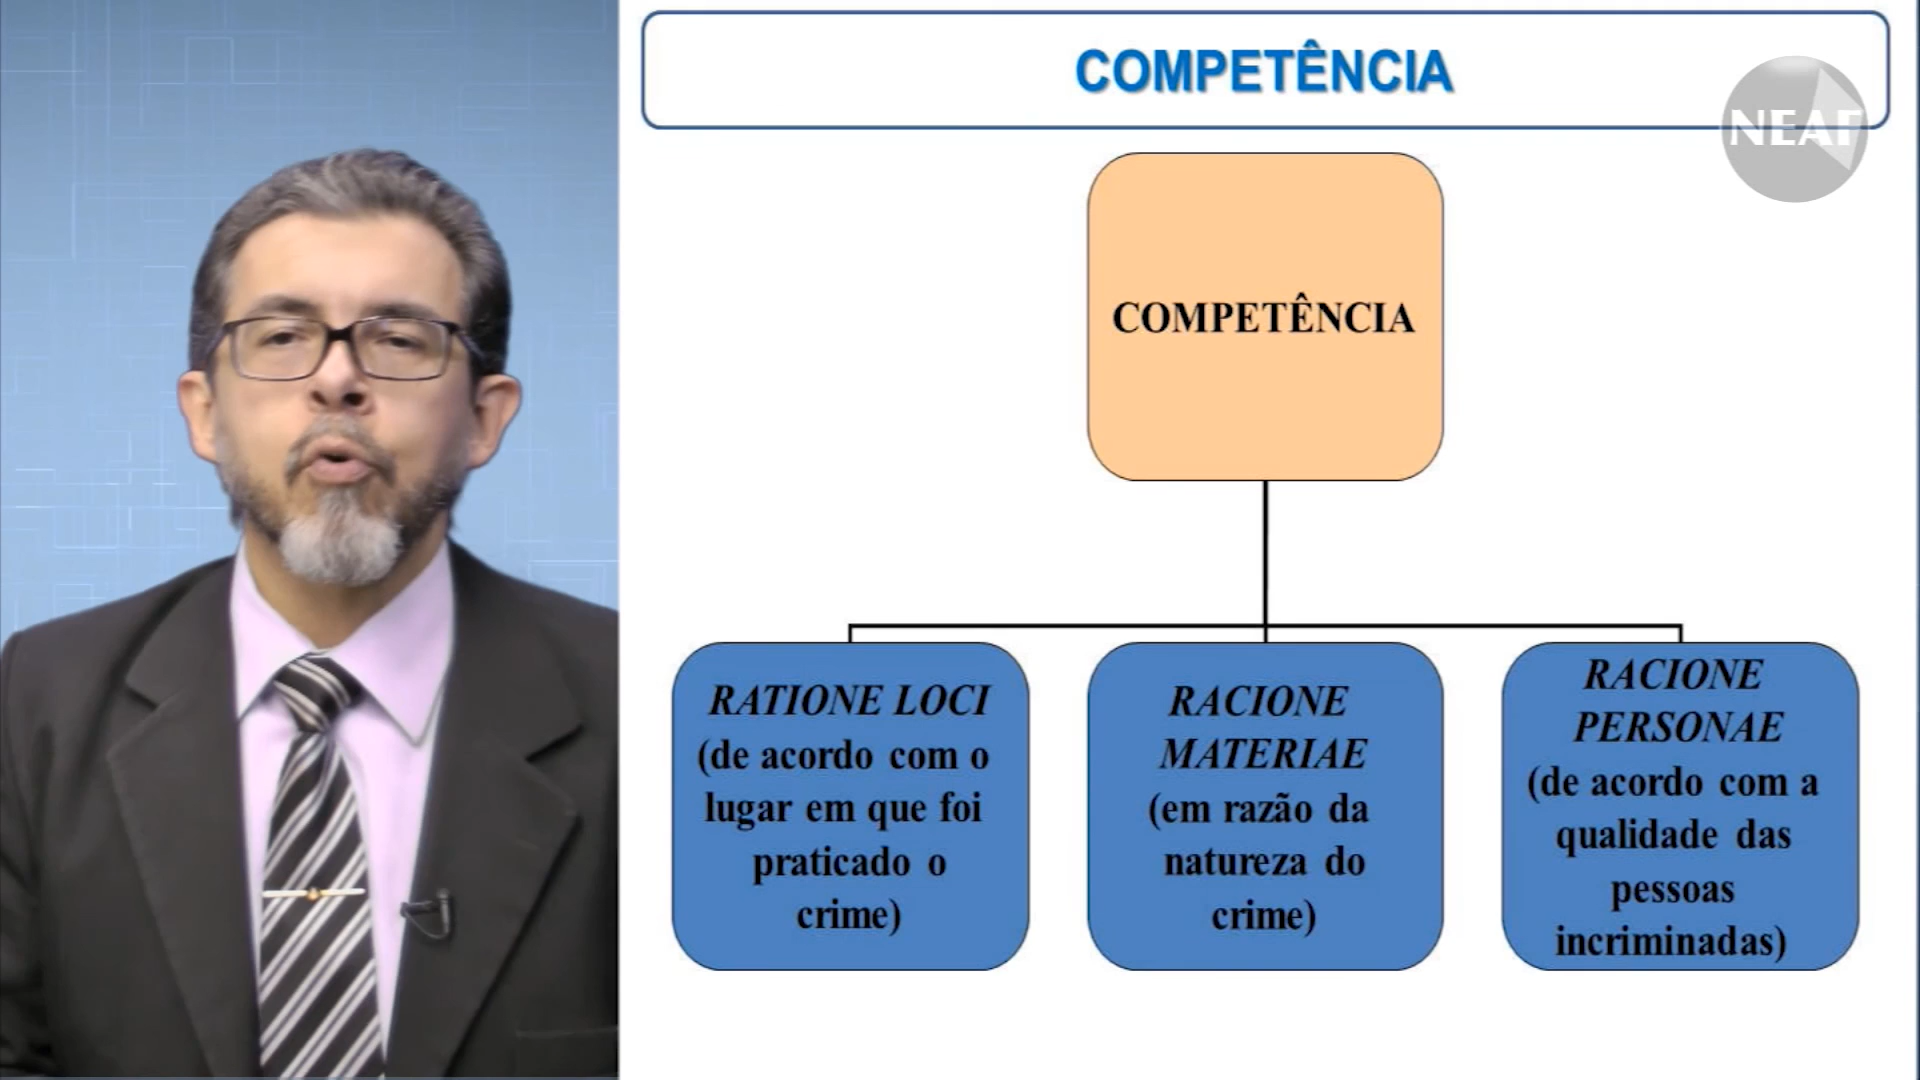 COMPETÊNCIA
NEAF
COMPETÊNCIA
RATIONE LOCI
(de acordo com o
lugar em que foi
praticado o
crime)
RACIONE
MATERIAE
(em razão da
natureza do
crime)
RACIONE
PERSONAE
(de acordo com a
qualidade das
pessoas
incriminadas)